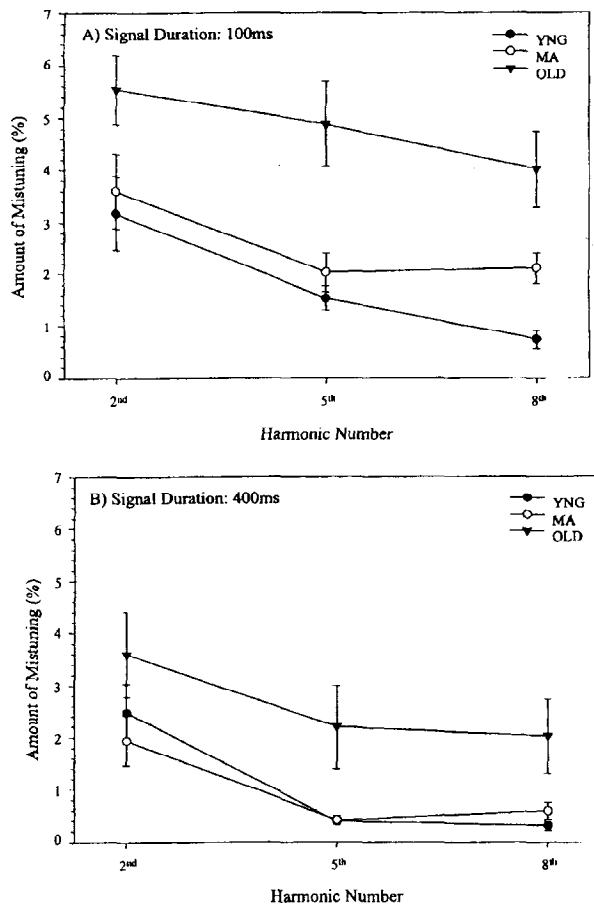 A) Signal Duration: 100ms
YNG
MA
OLD
7
6
5
4
3
2
1
0
Amount of Mistuning (%)
2nd
5th
8th
Harmonic Number
B) Signal Duration: 400ms
YNG
MA
OLD
7
6
5
4
3
2
1
0
Amount of Mistuning (%)
2nd
5th
8th
Harmonic Number